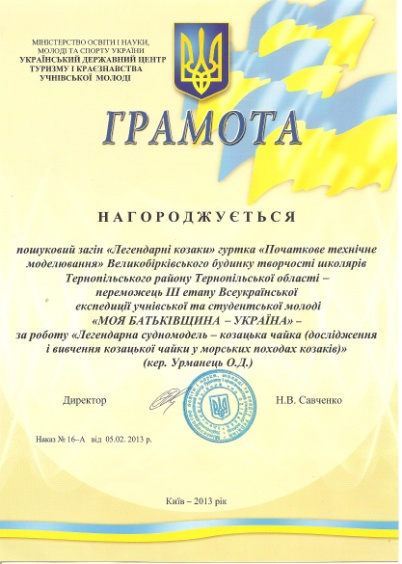 МІНІСТЕРСТВО ОСВІТИ І НАУКИ,
МОЛОДІ ТА СПОРТУ УКРАЇНИ
УКРАЇНСЬКИЙ ДЕРЖАВНИЙ ЦЕНТР
ТУРИЗМУ І КРАЄЗНАВСТВА
УЧНІВСЬКОЇ МОЛОДІ
ГРАМОТА
НАГОРОДЖУЄТЬСЯ
пошуковий загін «Легендарні козаки» гуртка «Початкове технічне
моделювання» Великобірківського будинку творчості школярів
Тернопільського району Тернопільської області –
переможець ІІІ етапу Всеукраїнської
експедиції учнівської та студентської молоді
«МОЯ БАТЬКІВЩИНА – УКРАЇНА» –
за роботу «Легендарна судномодель – козацька чайка (дослідження
і вивчення козацької чайки у морських походах козаків)»
(кер. Урманець О.Д.)
Директор Н.В. Савченко
Наказ № 16–А від 05.02. 2013 р.
Київ – 2013 рік